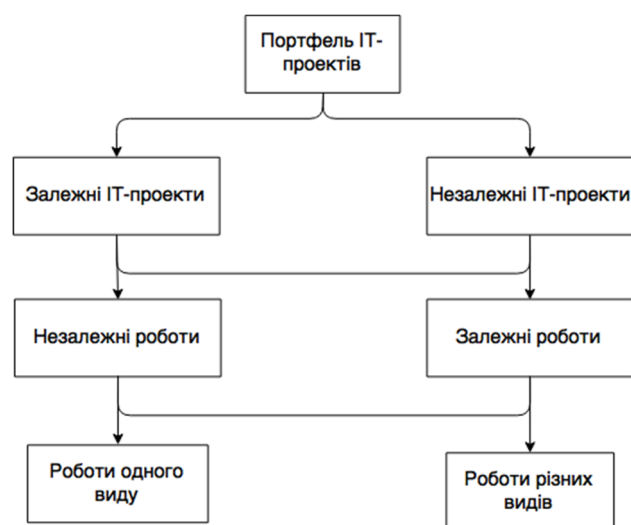 Портфель ІТ-
проектів
Залежні ІТ-проекти
Незалежні ІТ-проекти
Незалежні роботи
Залежні роботи
Роботи одного
виду
Роботи різних
видів